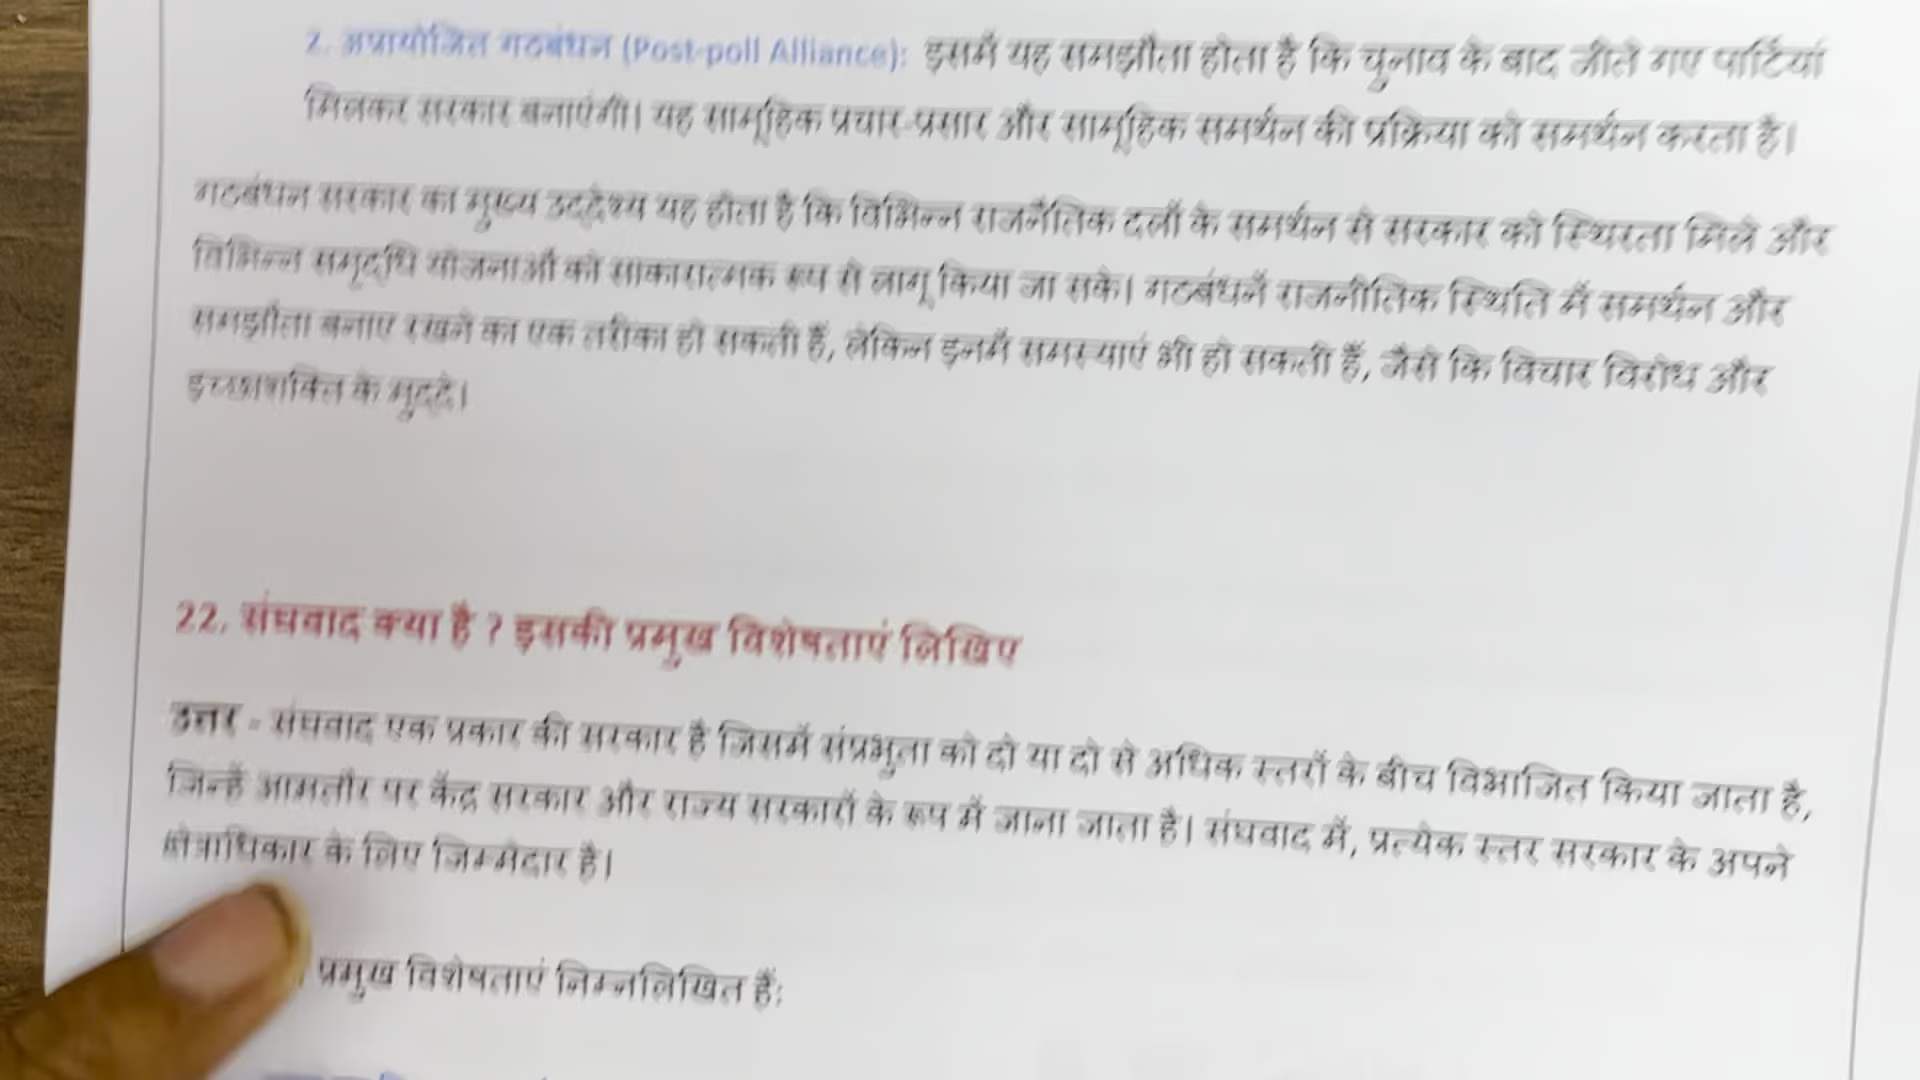 2. अप्रायोजित गठबंधन (Post-poll Alliance): इसमें यह समझौता होता है कि चुनाव के बाद जीते गए पार्टियां
मिलकर सरकार बनाएंगी। यह सामूहिक प्रचार-प्रसार और सामूहिक समर्थन की प्रक्रिया को समर्थन करता है।
गठबंधन सरकार का मुख्य उद्देश्य यह होता है कि विभिन्न राजनैतिक दलों के समर्थन से सरकार को स्थिरता मिले और
विभिन्न समृद्धि योजनाओं को साकारात्मक रूप से लागू किया जा सके। गठबंधनें राजनीतिक स्थिति में समर्थन और
समझौता बनाए रखने का एक तरीका हो सकती हैं, लेकिन इनमें समस्याएं भी हो सकती हैं, जैसे कि विचार विरोध और
इच्छाशक्ति के मुद्दे।
22. संघवाद क्या है ? इसकी प्रमुख विशेषताएं लिखिए
उत्तर - संघवाद एक प्रकार की सरकार है जिसमें संप्रभुता को दो या दो से अधिक स्तरों के बीच विभाजित किया जाता है,
जिन्हें आमतौर पर केंद्र सरकार और राज्य सरकारों के रूप में जाना जाता है। संघवाद में, प्रत्येक स्तर सरकार के अपने
क्षेत्राधिकार के लिए जिम्मेदार है।
प्रमुख विशेषताएं निम्नलिखित हैं: